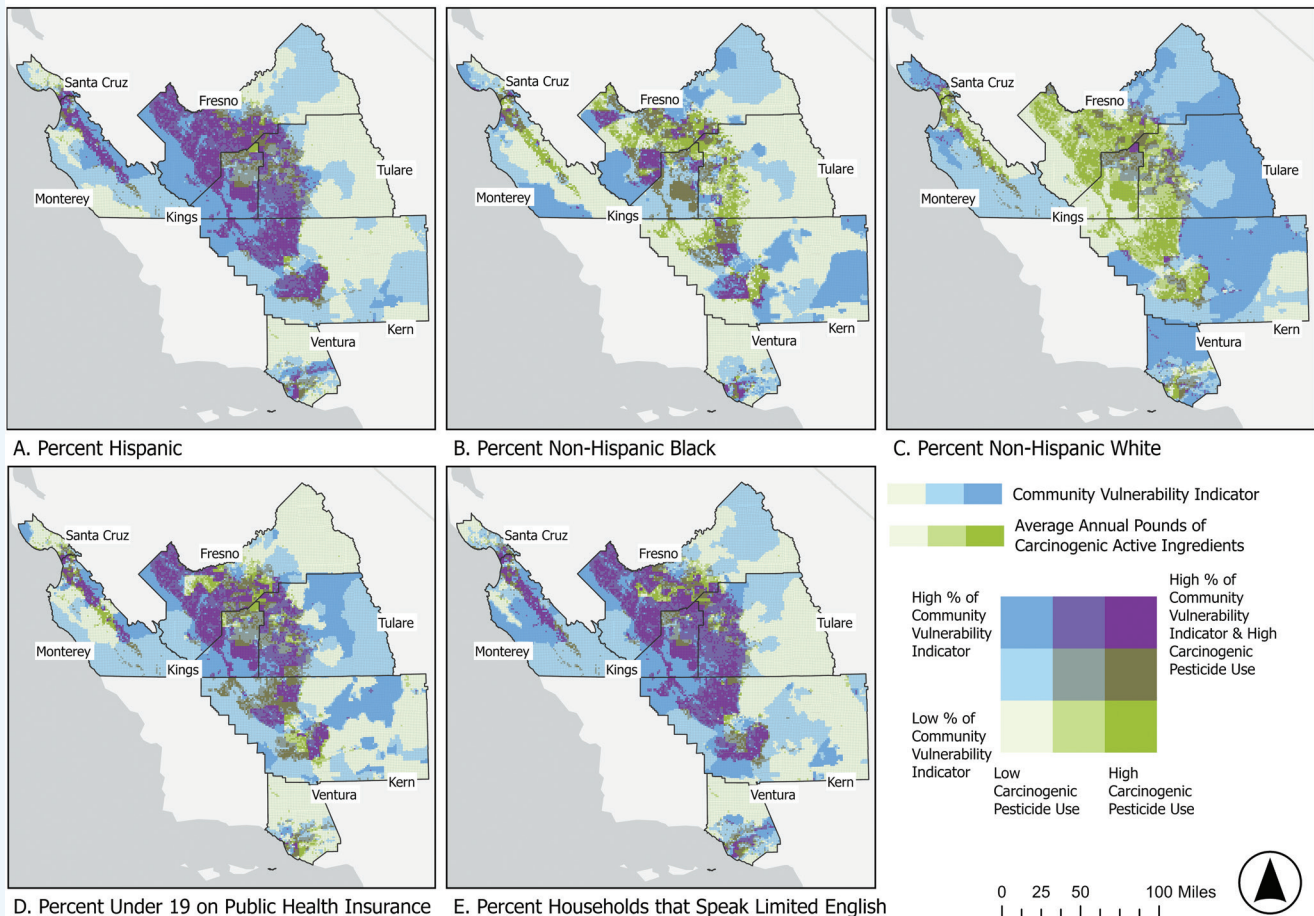 Santa Cruz
Fresno
Tulare
Monterey
Kings
Kern
Ventura
A. Percent Hispanic
Santa Cruz
Fresno
Tulare
Monterey
Kings
Kern
Ventura
B. Percent Non-Hispanic Black
Santa Cruz
Fresno
Tulare
Monterey
Kings
Kern
Ventura
C. Percent Non-Hispanic White
Santa Cruz
Fresno
Tulare
Monterey
Kings
Kern
Ventura
D. Percent Under 19 on Public Health Insurance
Santa Cruz
Fresno
Tulare
Monterey
Kings
Kern
Ventura
E. Percent Households that Speak Limited English
Community Vulnerability Indicator
Average Annual Pounds of
Carcinogenic Active Ingredients
High % of
Community
Vulnerability
Indicator
High % of
Community
Vulnerability
Indicator & High
Carcinogenic
Pesticide Use
Low % of
Community
Vulnerability
Indicator
Low
Carcinogenic
Pesticide Use
High
Carcinogenic
Pesticide Use
0 25 50 100 Miles